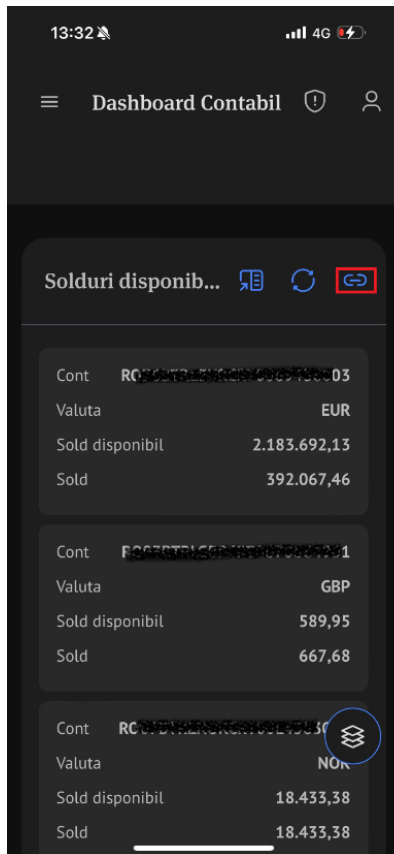 13:32 4G
Dashboard Contabil
Solduri disponib...
Cont 03
Valuta EUR
Sold disponibil 2.183.692,13
Sold 392.067,46
Cont 1
Valuta GBP
Sold disponibil 589,95
Sold 667,68
Cont
Valuta NOK
Sold disponibil 18.433,38
Sold 18.433,38